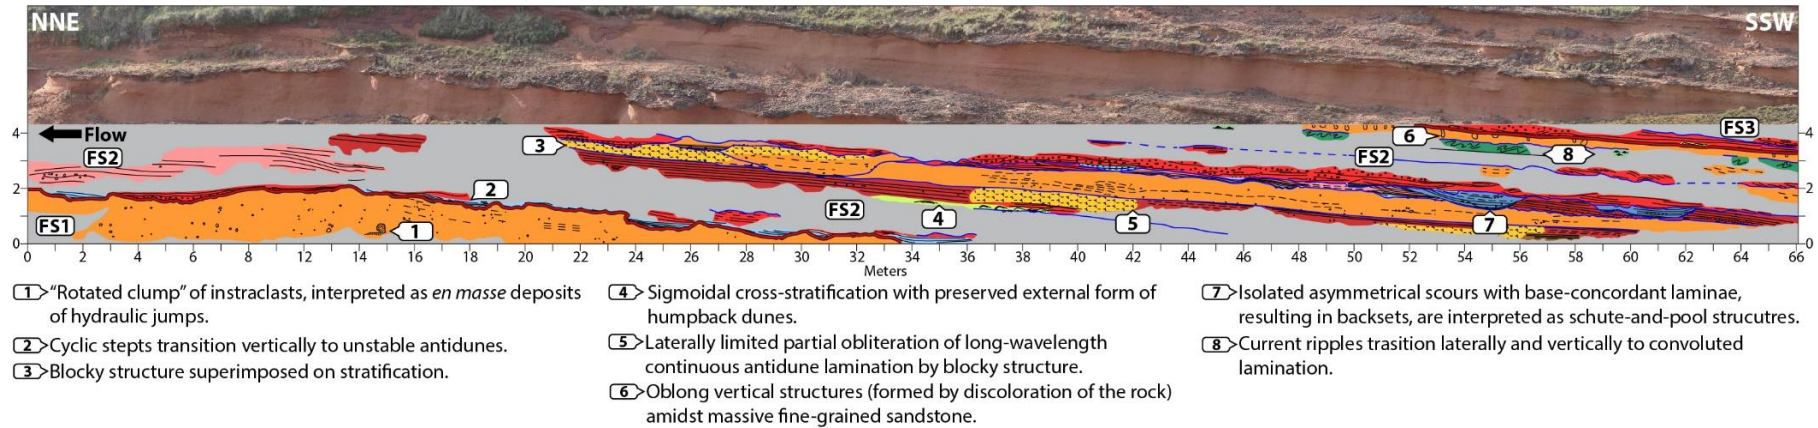 NNE
SSW
4
Flow
6
FS3
4
3
8
FS2
FS2
2
2
2
FS2
4
5
7
FS1
1
0
0
0 2 4 6 8 10 12 14 16 18 20 22 24 26 28 30 32 34 36 38 40 42 44 46 48 50 52 54 56 58 60 62 64 66
Meters
1 "Rotated clump" of instraclasts, interpreted as en masse deposits
of hydraulic jumps.
2 Cyclic stepts transition vertically to unstable antidunes.
3 Blocky structure superimposed on stratification.
4 Sigmoidal cross-stratification with preserved external form of
humpback dunes.
5 Laterally limited partial obliteration of long-wavelength
continuous antidune lamination by blocky structure.
6 Oblong vertical structures (formed by discoloration of the rock)
amidst massive fine-grained sandstone.
7 Isolated asymmetrical scours with base-concordant laminae,
resulting in backsets, are interpreted as schute-and-pool strucutres.
8 Current ripples trasition laterally and vertically to convoluted
lamination.